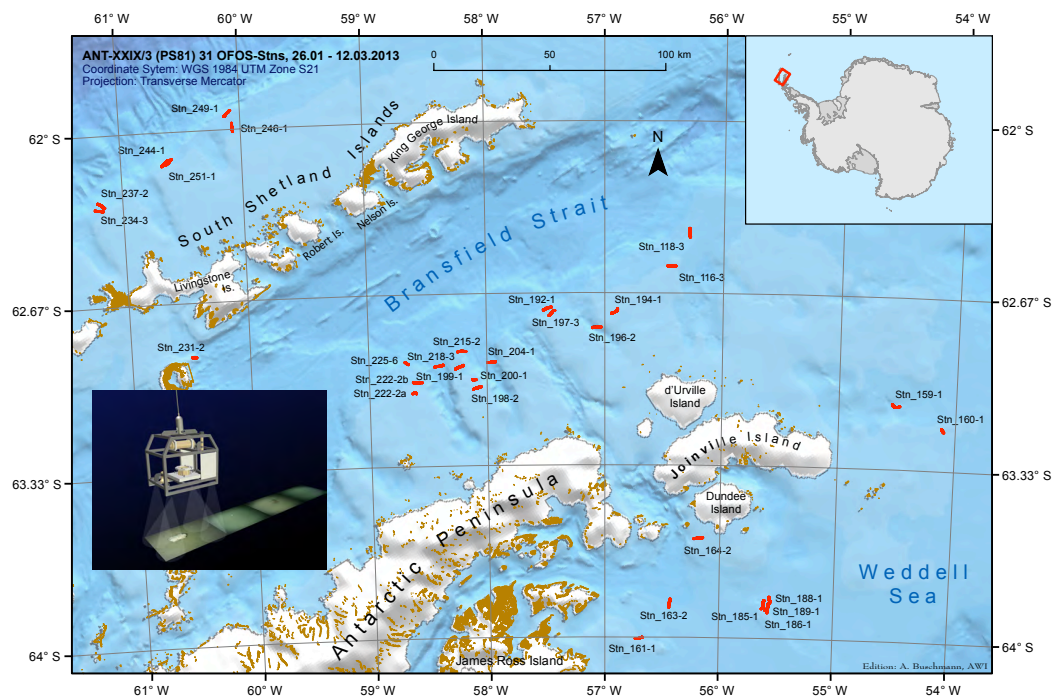 61° W 60° W 59° W 58° W 57° W 56° W 55° W 54° W
ANT-XXIX/3 (PS81) 31 OFOS-Stns, 26.01 - 12.03.2013
Coordinate Sytem: WGS 1984 UTM Zone S21
Projection: Transverse Mercator
0 50 100 km
N
62° S
62° S
Stn_249-1
Stn_246-1
Stn_244-1
Stn_251-1
Stn_237-2
Stn_234-3
South Shetland Islands
King George Island
Nelson Is.
Robert Is.
Livingstone
Is.
Bransfield Strait
Stn_118-3
Stn_116-3
62.67° S
62.67° S
Stn_192-1
Stn_194-1
Stn_197-3
Stn_196-2
Stn_231-2
Stn_215-2
Stn_225-6
Stn_218-3
Stn_204-1
Stn_222-2b
Stn_199-1
Stn_200-1
Stn_222-2a
Stn_198-2
d'Urville
Island
Stn_159-1
Stn_160-1
Joinville Island
63.33° S
63.33° S
Dundee
Island
Antarctic Peninsula
Stn_164-2
Weddell
Sea
Stn_163-2
Stn_185-1
Stn_188-1
Stn_189-1
Stn_186-1
Stn_161-1
64° S
64° S
James Ross Island
Edition: A. Buschmann, AWI
61° W 60° W 59° W 58° W 57° W 56° W 55° W 54° W